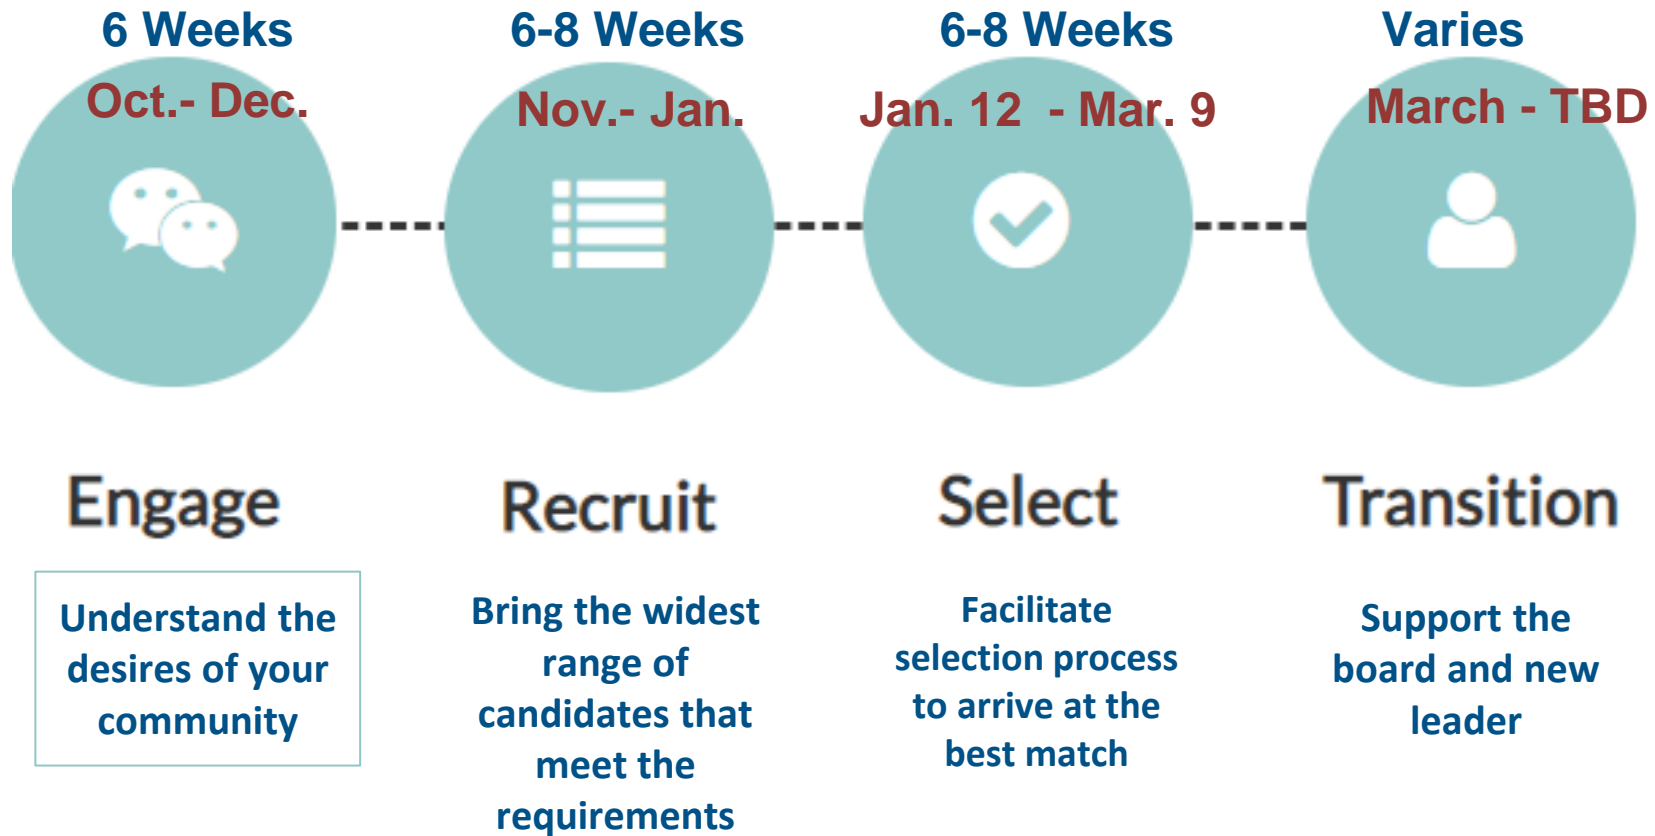 6 Weeks
Oct.- Dec.
Engage
Understand the
desires of your
community
6-8 Weeks
Nov.- Jan.
Recruit
Bring the widest
range of
candidates that
meet the
requirements
6-8 Weeks
Jan. 12 - Mar. 9
Select
Facilitate
selection process
to arrive at the
best match
Varies
March - TBD
Transition
Support the
board and new
leader